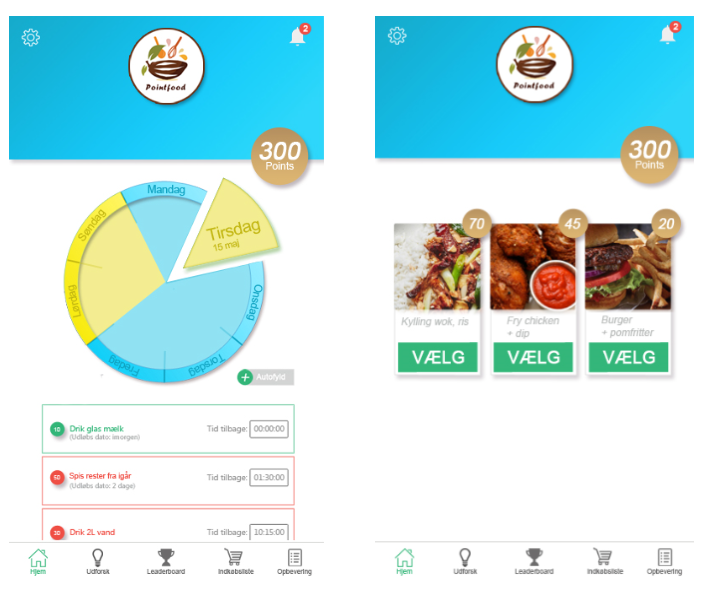 2
Pointfood
300
Points
Mandag
Tirsdag
15 maj
Onsdag
Torsdag
Fredag
Lørdag
Søndag
Autofyld
10
Drik glas mælk
(Udløbs dato: imorgen)
Tid tilbage: 00:00:00
50
Spis rester fra igår
(Udløbs dato: 2 dage)
Tid tilbage: 01:30:00
30
Drik 2L vand
Tid tilbage: 10:15:00
Hjem
Udforsk
Leaderboard
Indkøbsliste
Opbevering
2
Pointfood
300
Points
70
45
20
Kylling wok, ris
Fry chicken
+ dip
Burger
+ pomfritter
VÆLG
VÆLG
VÆLG
Hjem
Udforsk
Leaderboard
Indkøbsliste
Opbevering